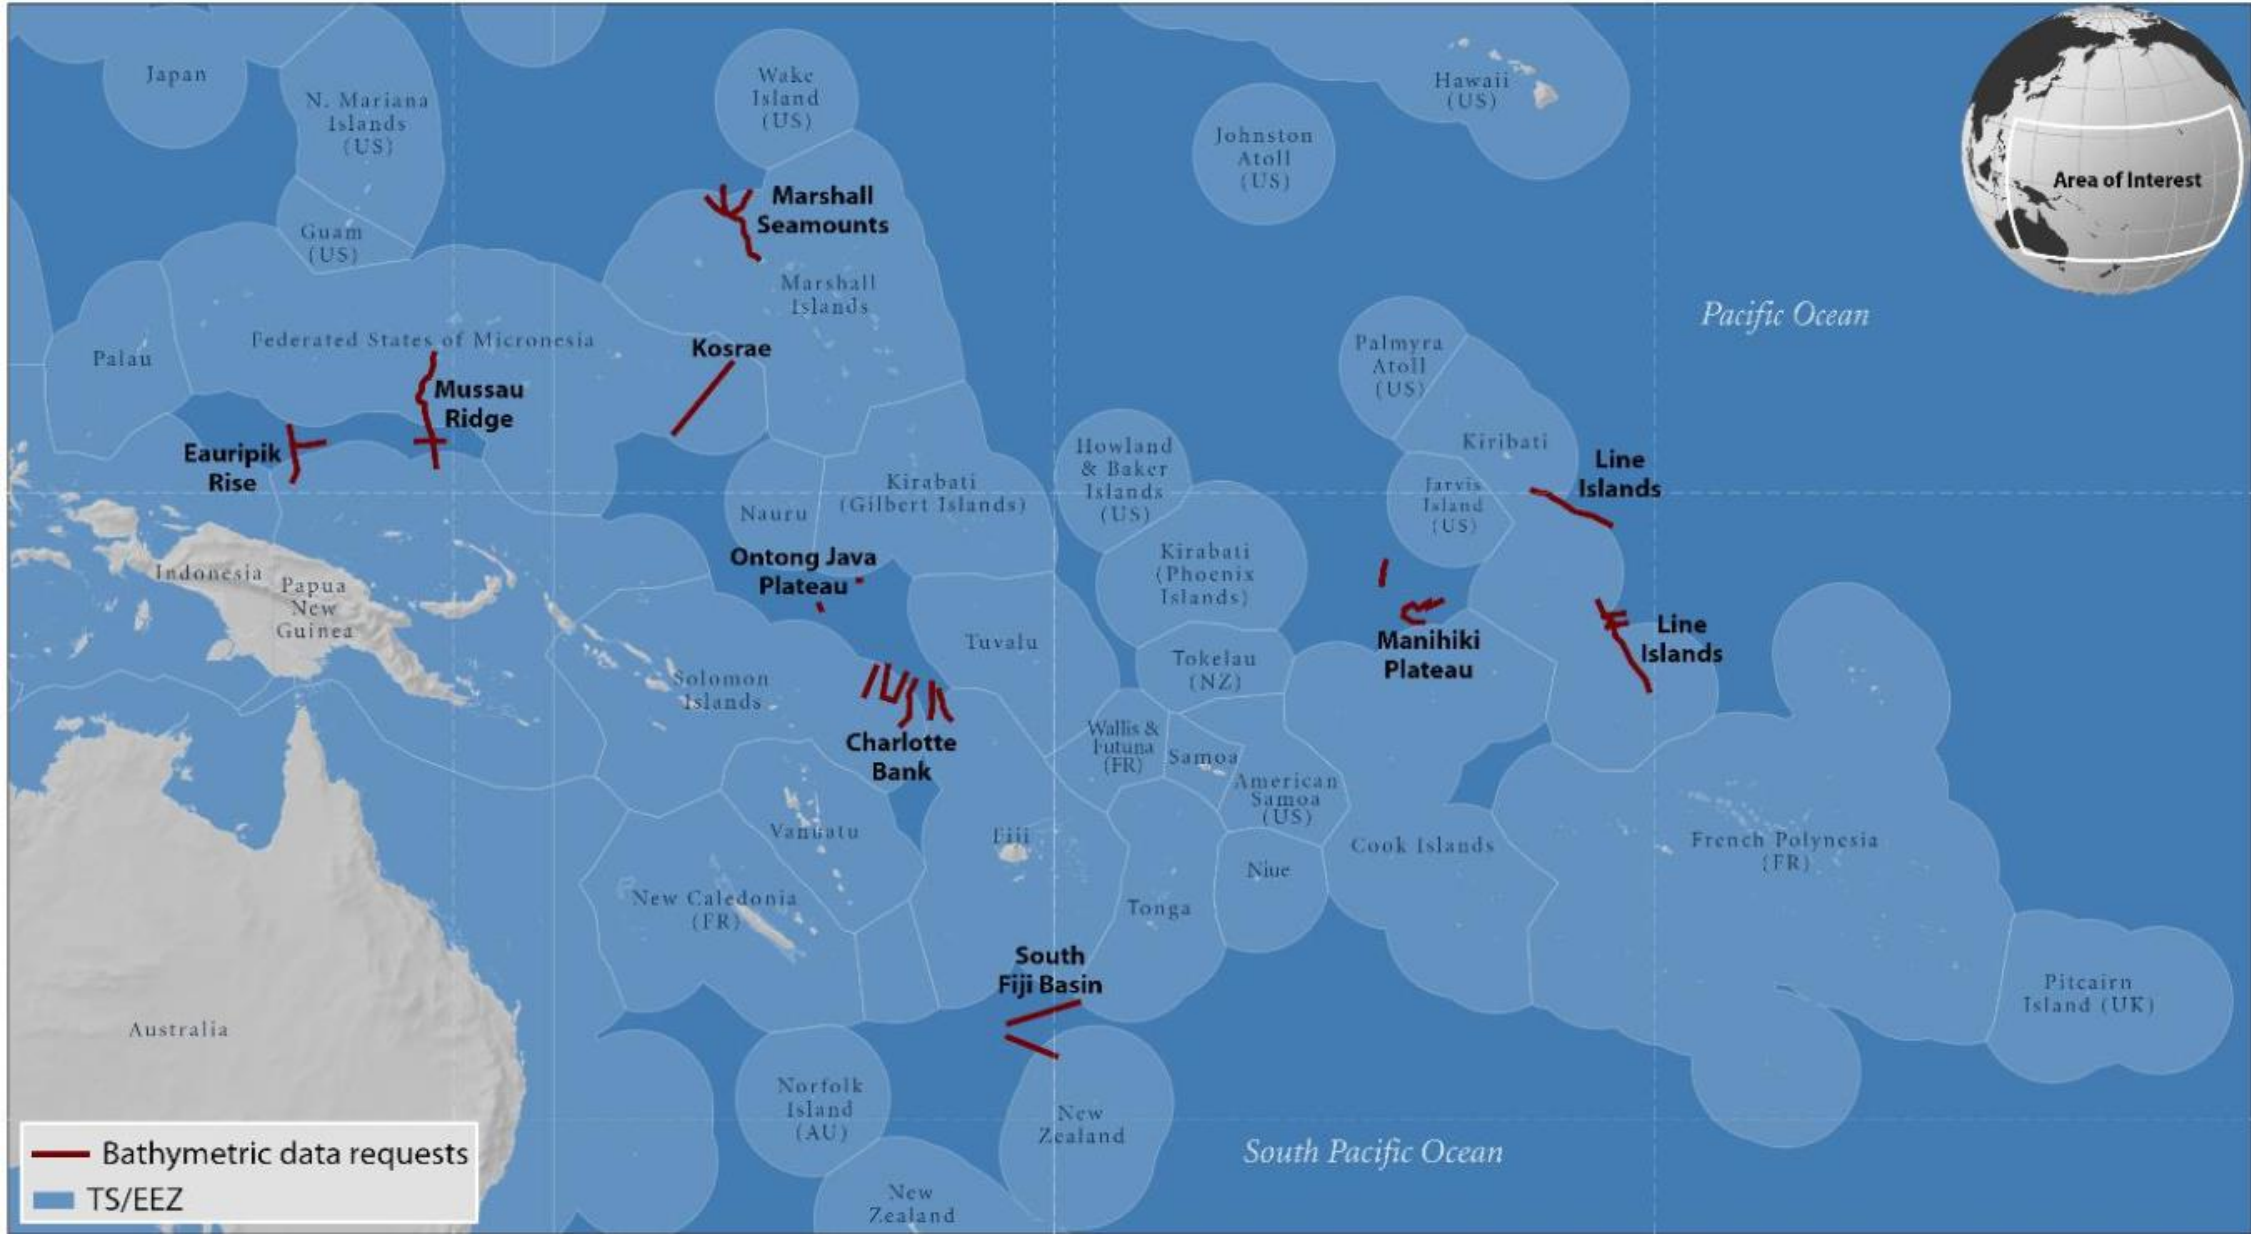 Japan
N. Mariana
Islands
(US)
Guam
(US)
Wake
Island
(US)
Johnston
Atoll
(US)
Hawaii
(US)
Area of Interest
Marshall
Seamounts
Marshall
Islands
Pacific Ocean
Palau
Federated States of Micronesia
Kosrae
Mussau
Ridge
Eauripik
Rise
Palmyra
Atoll
(US)
Kiribati
Line
Islands
Howland
& Baker
Islands
(US)
Jarvis
Island
(US)
Kirabati
(Gilbert Islands)
Nauru
Ontong Java
Plateau
Kirabati
(Phoenix
Islands)
Indonesia
Papua
New
Guinea
Tuvalu
Manihiki
Plateau
Line
Islands
Tokelau
(NZ)
Solomon
Islands
Charlotte
Bank
Wallis &
Futuna
(FR)
Samoa
American
Samoa
(US)
Vanuatu
Fiji
Cook Islands
French Polynesia
(FR)
Niue
New Caledonia
(FR)
Tonga
South
Fiji Basin
Pitcairn
Island (UK)
Australia
Norfolk
Island
(AU)
New
Zealand
South Pacific Ocean
New
Zealand
Bathymetric data requests
TS/EEZ